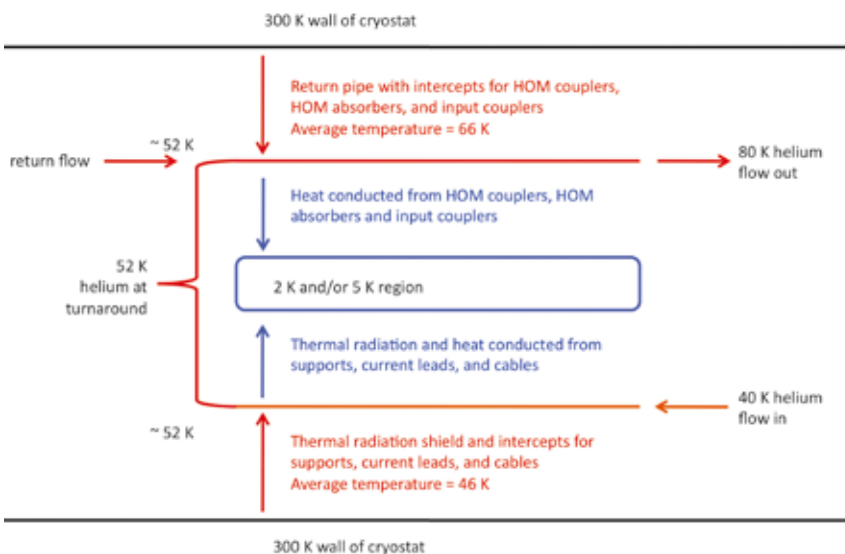 300 K wall of cryostat
Return pipe with intercepts for HOM couplers,
HOM absorbers, and input couplers
Average temperature = 66 K
~ 52 K
return flow
80 K helium
flow out
Heat conducted from HOM couplers, HOM
absorbers and input couplers
52 K
helium at
turnaround
2 K and/or 5 K region
Thermal radiation and heat conducted from
supports, current leads, and cables
40 K helium
flow in
~ 52 K
Thermal radiation shield and intercepts for
supports, current leads, and cables
Average temperature = 46 K
300 K wall of cryostat